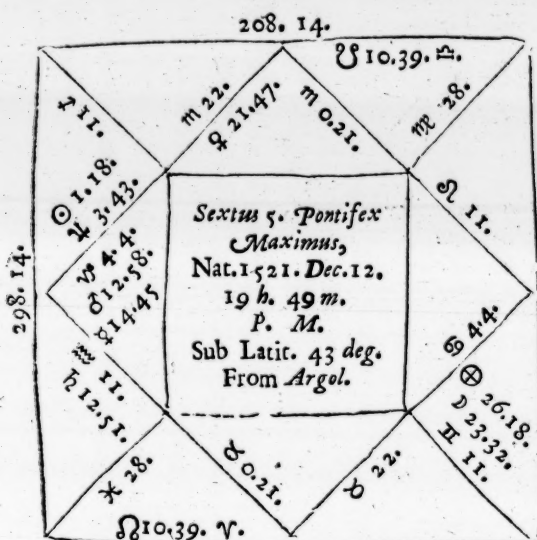 208. 14.
☋ 10.39. ♎.
♐ 11.
♏ 22.
♀ 21.47.
♏ 0.21.
♍ 28.
☉ 1.18.
♃ 3.43.
♑ 4.4.
♂ 12.58.
☿ 14.45
♌ 11.
298. 14.
Sextus 5. Pontifex
Maximus,
Nat. 1521. Dec. 12,
19 h. 49 m.
P. M.
Sub Latit. 43 deg.
From Argol.
♋ 4.4.
⊗ 26.18.
☽ 23.32.
♊ 11.
♒ 11.
♄ 12.51.
♓ 28.
♉ 0.21.
♉ 22.
☊ 10.39. ♈.